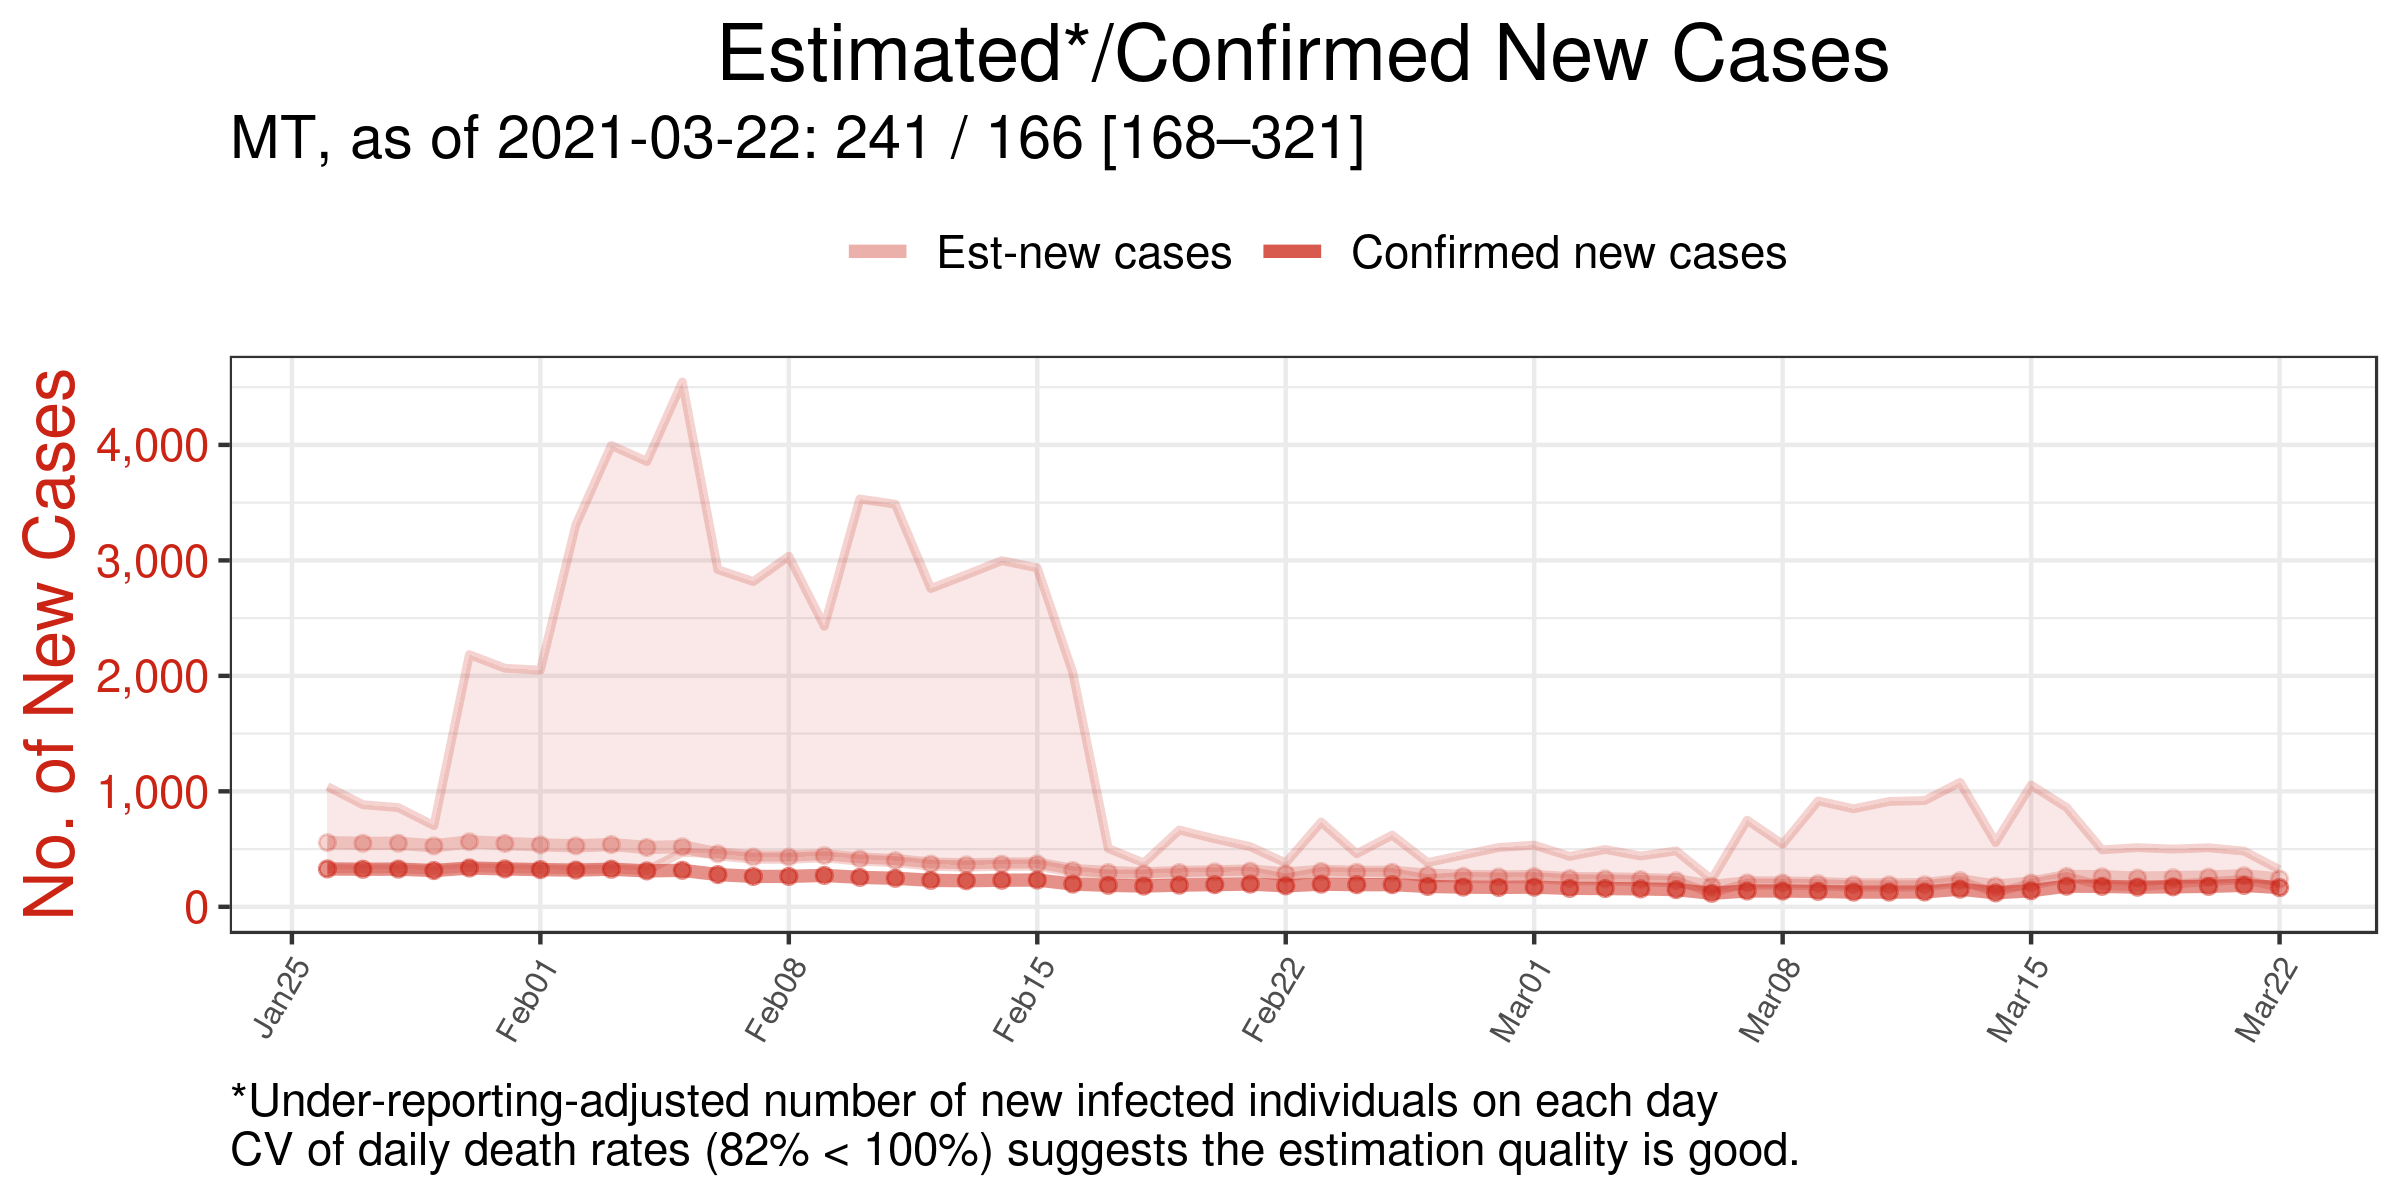 Estimated*/Confirmed New Cases
MT, as of 2021-03-22: 241 / 166 [168–321]
Est-new cases Confirmed new cases
No. of New Cases
4,000
3,000
2,000
1,000
0
Jan25 Feb01 Feb08 Feb15 Feb22 Mar01 Mar08 Mar15 Mar22
*Under-reporting-adjusted number of new infected individuals on each day
CV of daily death rates (82% < 100%) suggests the estimation quality is good.